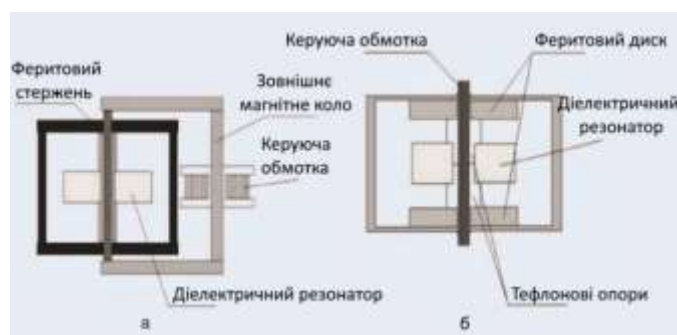 Феритовий
стержень
Зовнішнє
магнітне коло
Керуюча
обмотка
Діелектричний резонатор
а
Керуюча обмотка
Феритовий диск
Діелектричний
резонатор
Тефлонові опори
б